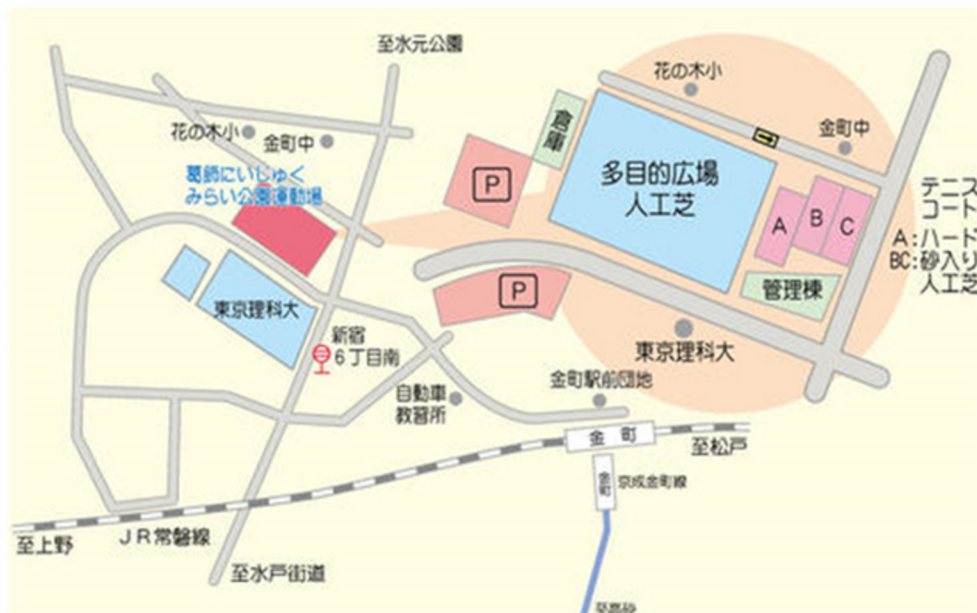 至水元公園
花の木小
金町中
葛飾にいじゅく
みらい公園運動場
東京理科大
新宿
6丁目南
自動車
教習所
金町駅前団地
金町
至松戸
金町
京成金町線
JR常磐線
至上野
至水戸街道
至高砂
花の木小
金町中
倉庫
P
多目的広場
人工芝
A
B
C
管理棟
P
東京理科大
テニス
コート
A:ハード
BC:砂入り
人工芝